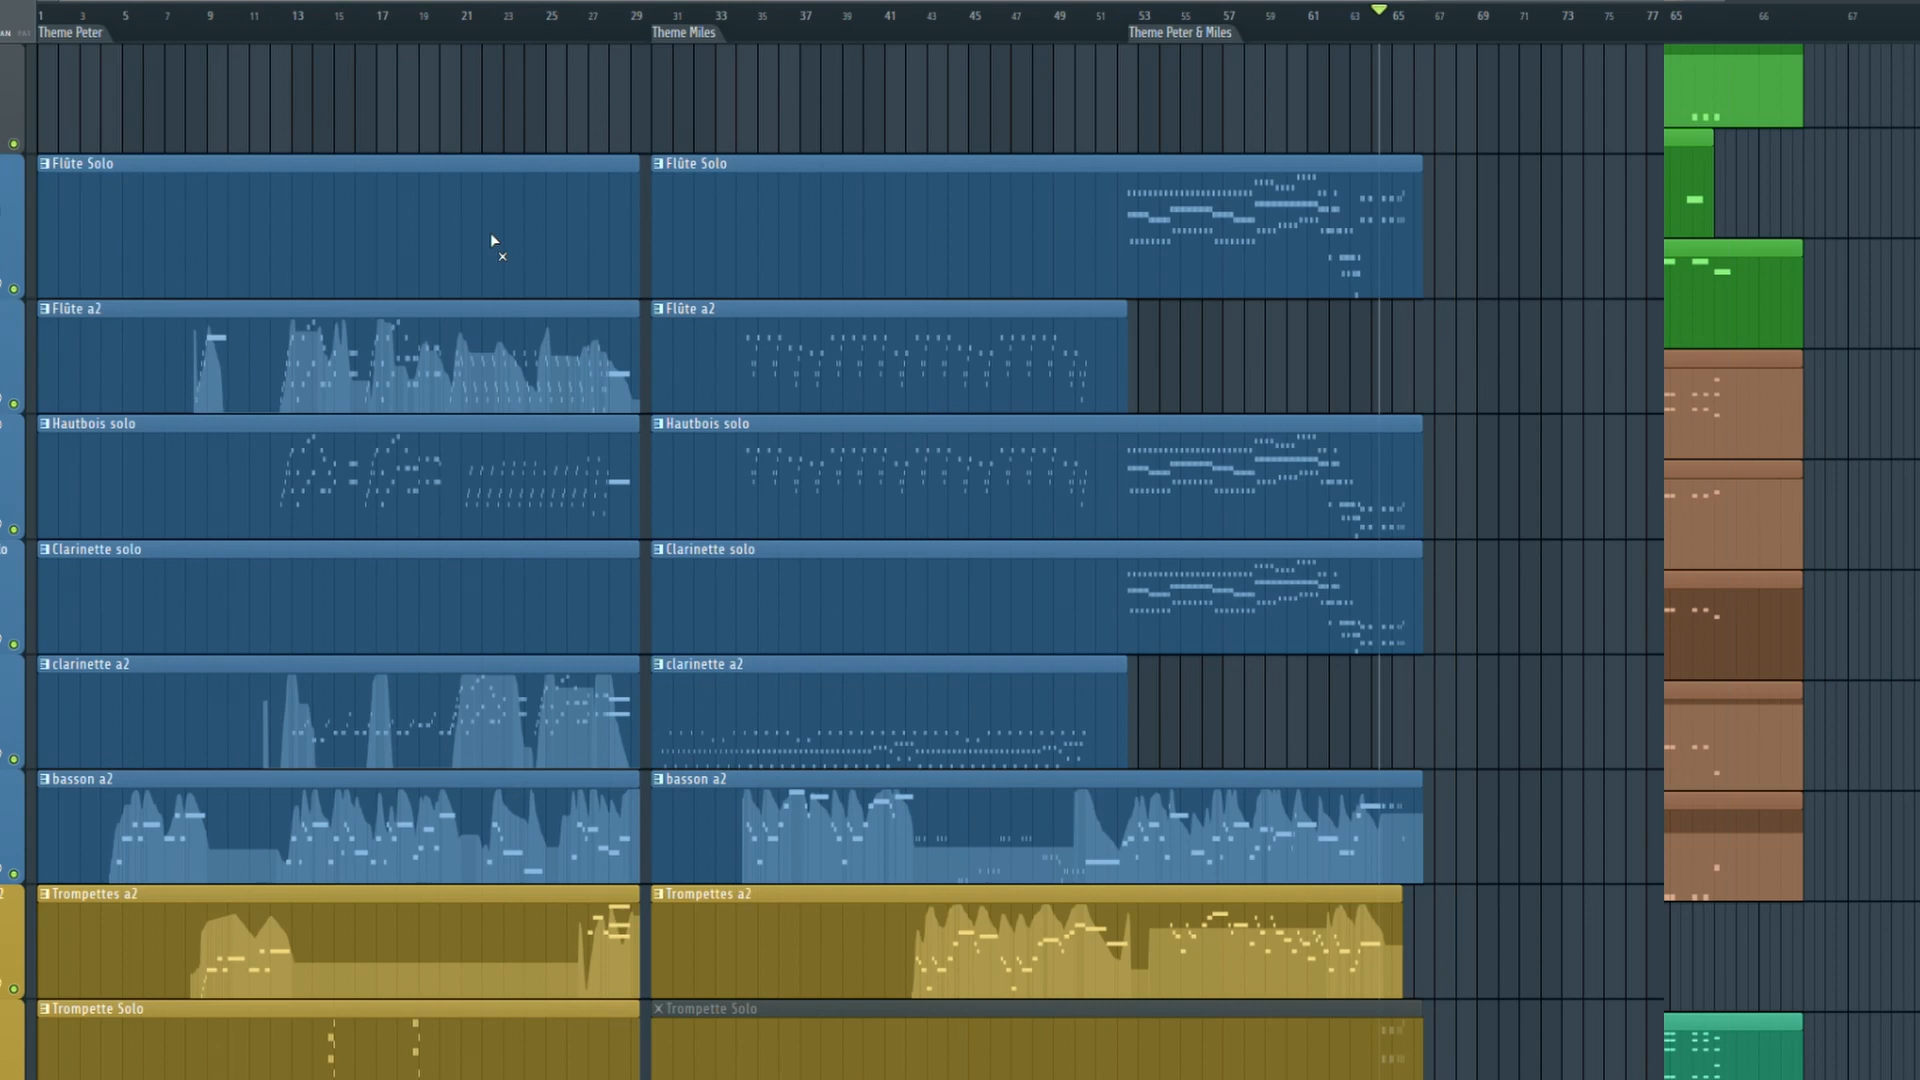 1 3 5 7 9 11 13 15 17 19 21 23 25 27 29 31 33 35 37 39 41 43 45 47 49 51 53 55 57 59 61 63 65 67 69 71 73 75 77 65 66 67
AN PAT Theme Peter Theme Miles Theme Peter & Miles
Flûte Solo Flûte Solo
Flûte a2 Flûte a2
Hautbois solo Hautbois solo
Clarinette solo Clarinette solo
clarinette a2 clarinette a2
basson a2 basson a2
Trompettes a2 Trompettes a2
Trompette Solo Trompette Solo